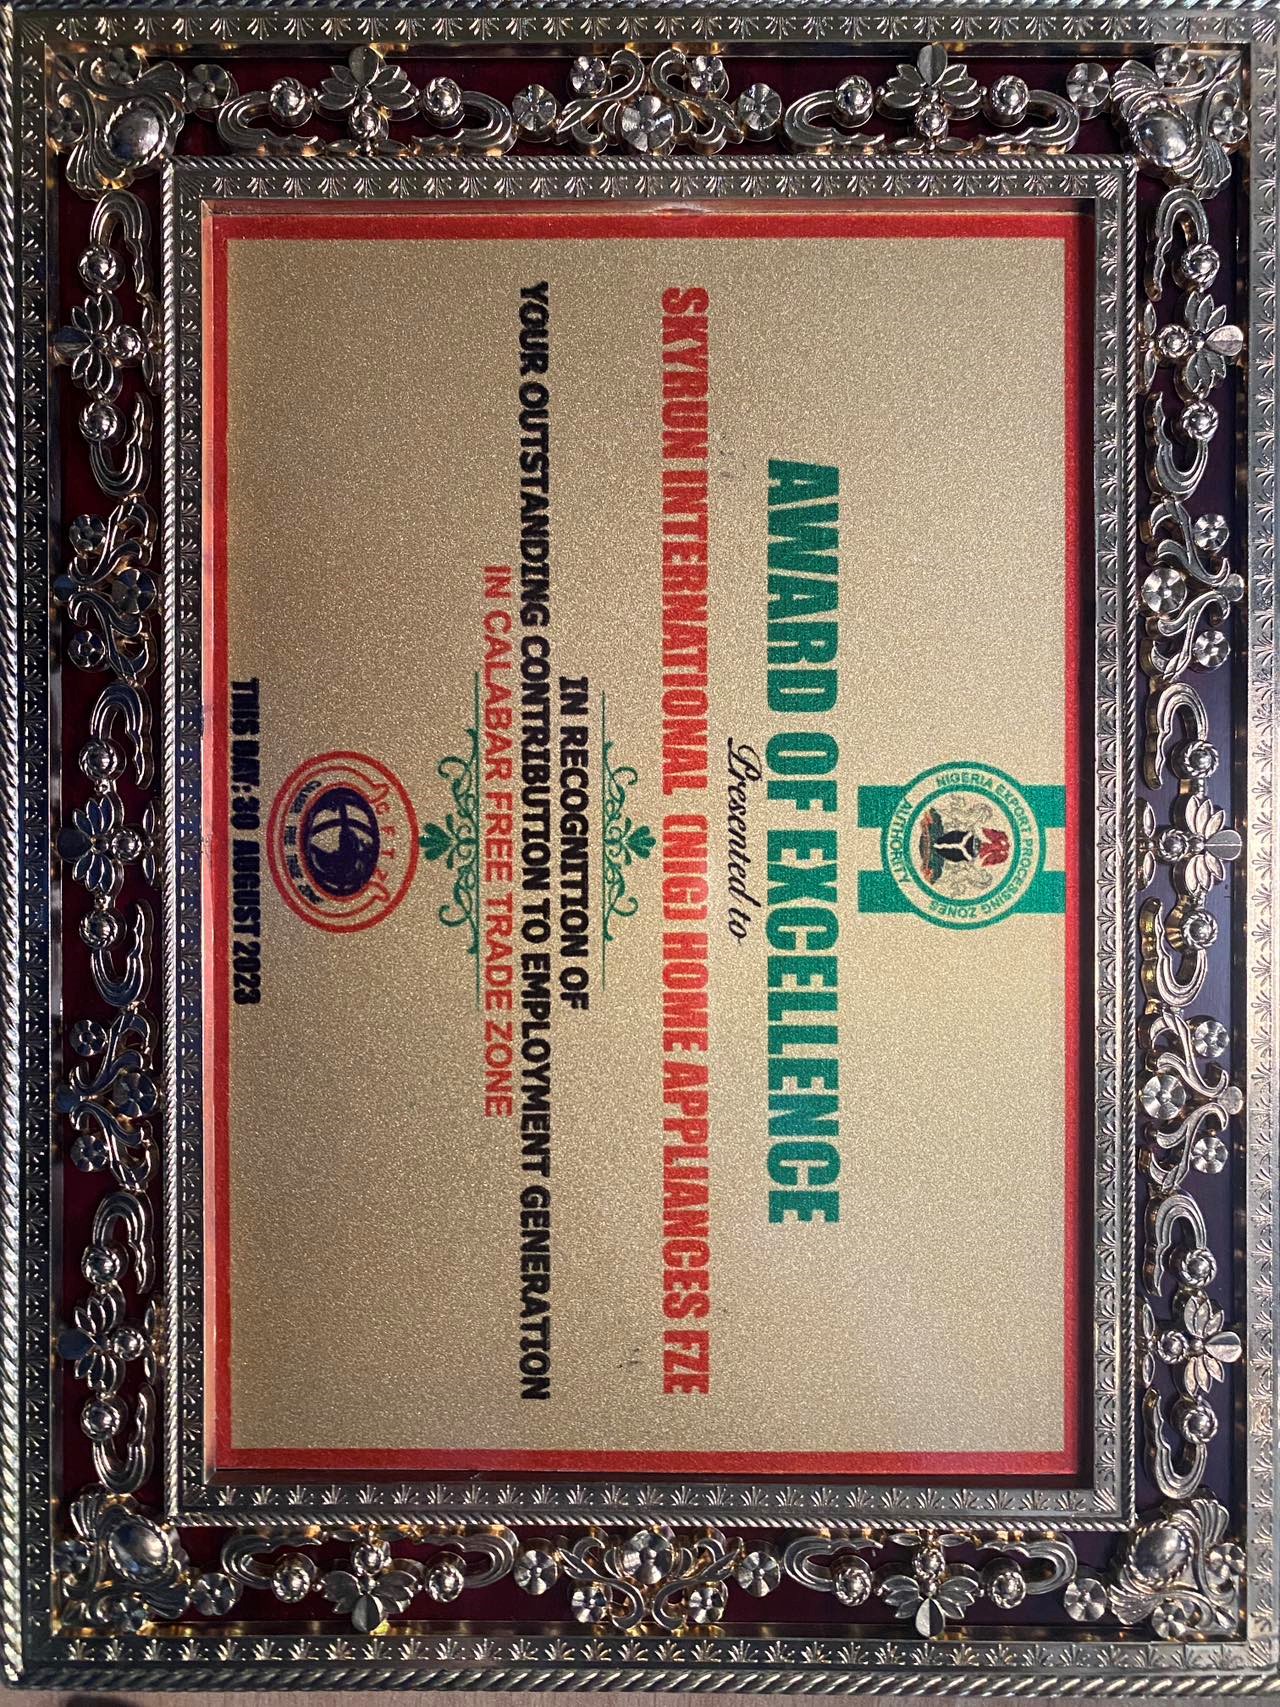 NIGERIA EXPORT PROCESSING ZONES
AUTHORITY
AWARD OF EXCELLENCE
Presented to
SKYRUN INTERNATIONAL (NIG) HOME APPLIANCES FZE
IN RECOGNITION OF
YOUR OUTSTANDING CONTRIBUTION TO EMPLOYMENT GENERATION
IN CALABAR FREE TRADE ZONE
C F T Z
THIS DAY: 30 AUGUST 2023